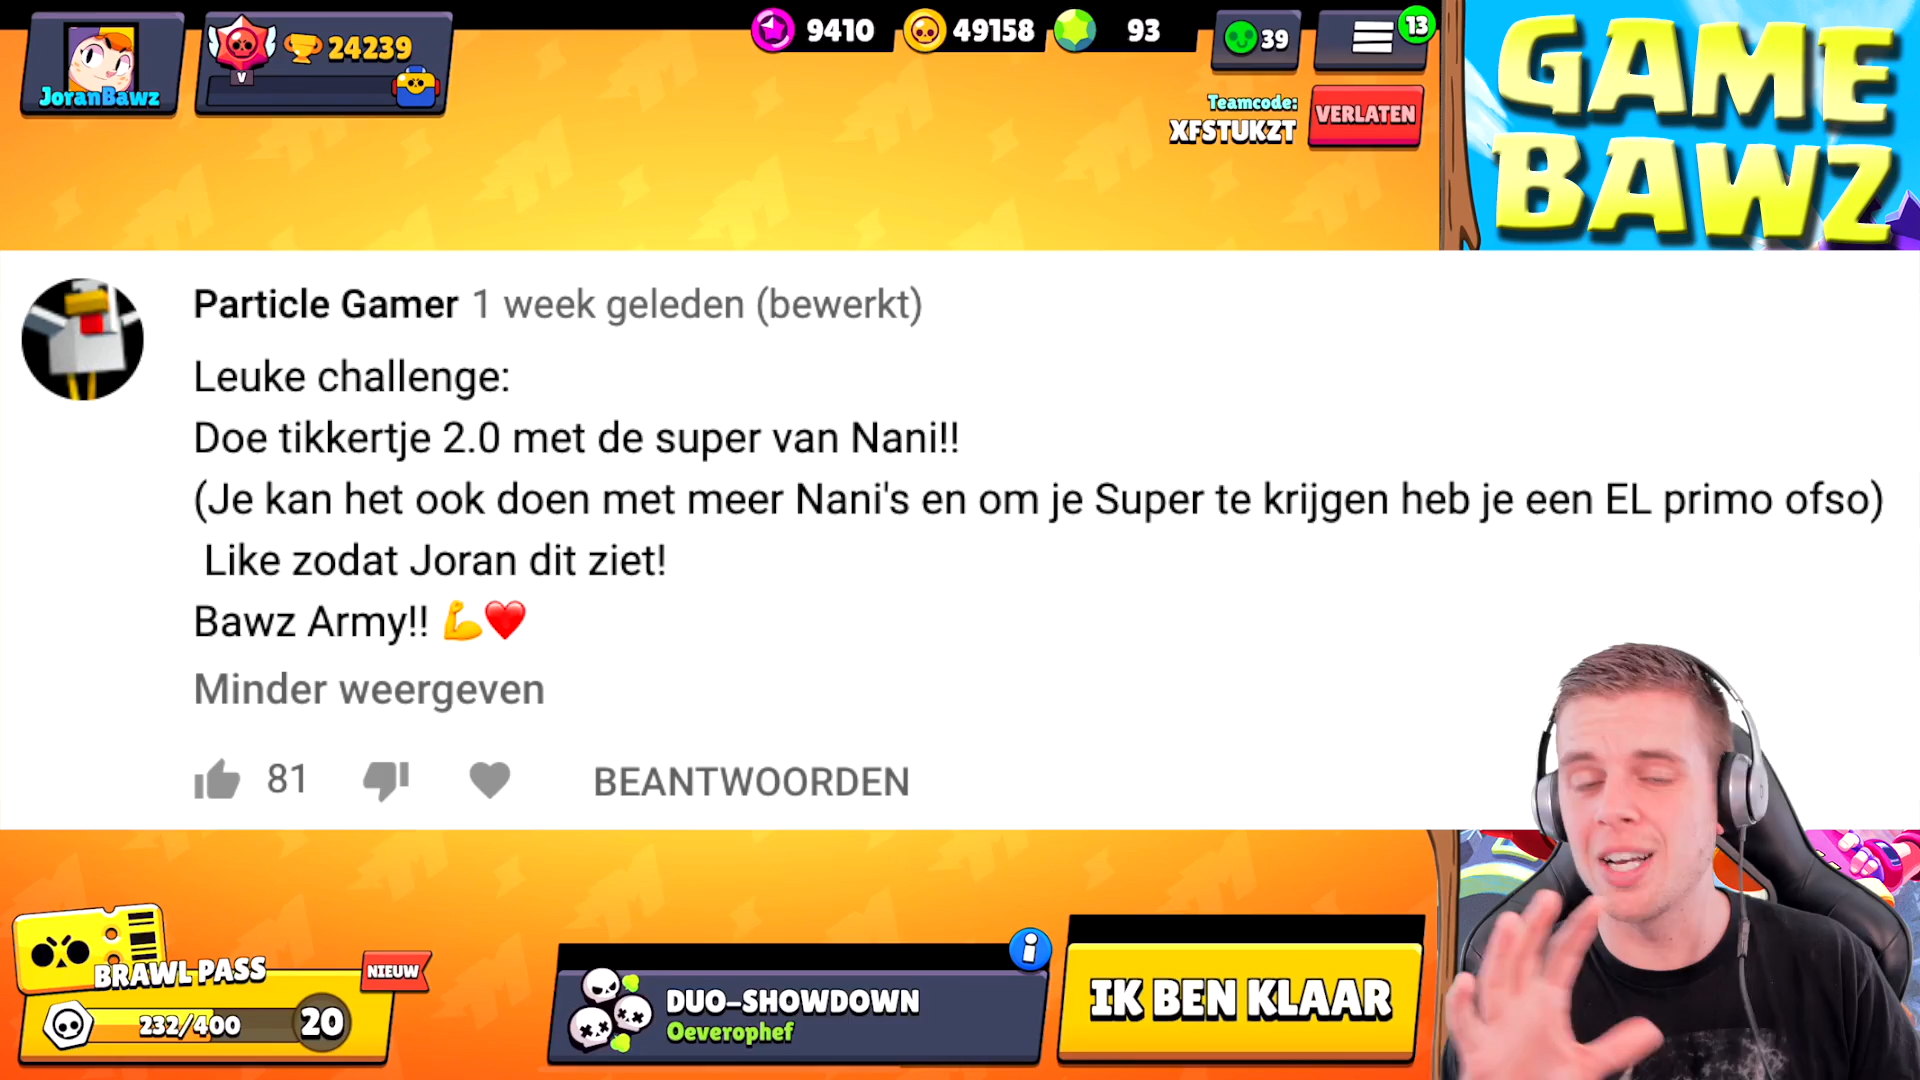 JoranBawz
V
24239
9410
49158
93
39
13
Teamcode:
XFSTUKZT
VERLATEN
GAME
BAWZ
Particle Gamer 1 week geleden (bewerkt)
Leuke challenge:
Doe tikkertje 2.0 met de super van Nani!!
(Je kan het ook doen met meer Nani's en om je Super te krijgen heb je een EL primo ofso)
Like zodat Joran dit ziet!
Bawz Army!! 💪❤️
Minder weergeven
81
BEANTWOORDEN
BRAWL PASS
NIEUW
232/400
20
i
DUO-SHOWDOWN
Oeverophef
IK BEN KLAAR